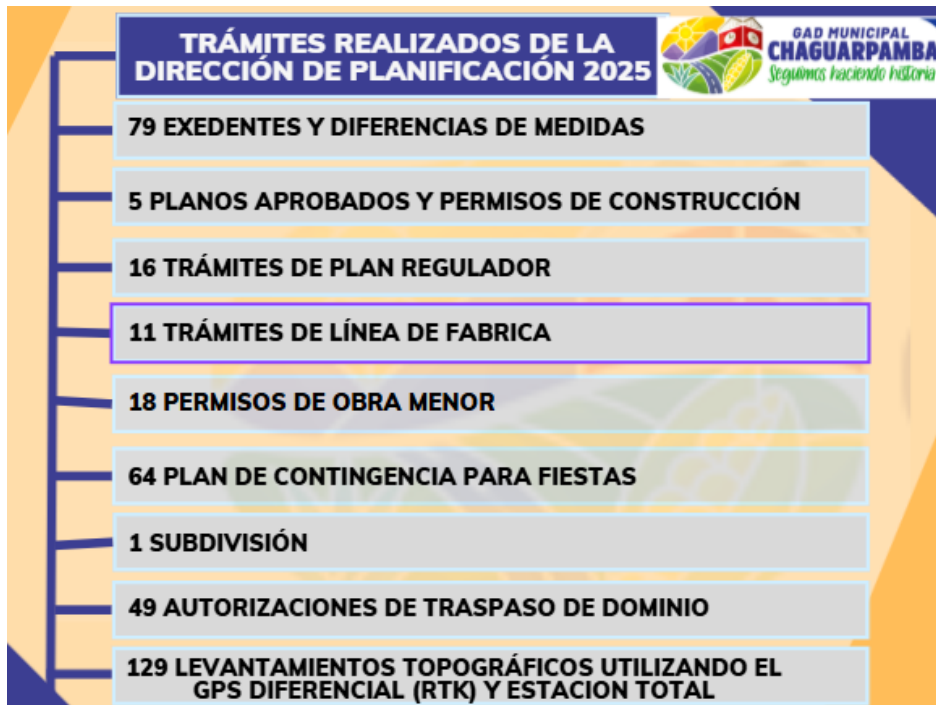 TRÁMITES REALIZADOS DE LA
DIRECCIÓN DE PLANIFICACIÓN 2025
GAD MUNICIPAL
CHAGUARPAMBA
Seguimos haciendo historia
79 EXEDENTES Y DIFERENCIAS DE MEDIDAS
5 PLANOS APROBADOS Y PERMISOS DE CONSTRUCCIÓN
16 TRÁMITES DE PLAN REGULADOR
11 TRÁMITES DE LÍNEA DE FABRICA
18 PERMISOS DE OBRA MENOR
64 PLAN DE CONTINGENCIA PARA FIESTAS
1 SUBDIVISIÓN
49 AUTORIZACIONES DE TRASPASO DE DOMINIO
129 LEVANTAMIENTOS TOPOGRÁFICOS UTILIZANDO EL
GPS DIFERENCIAL (RTK) Y ESTACION TOTAL